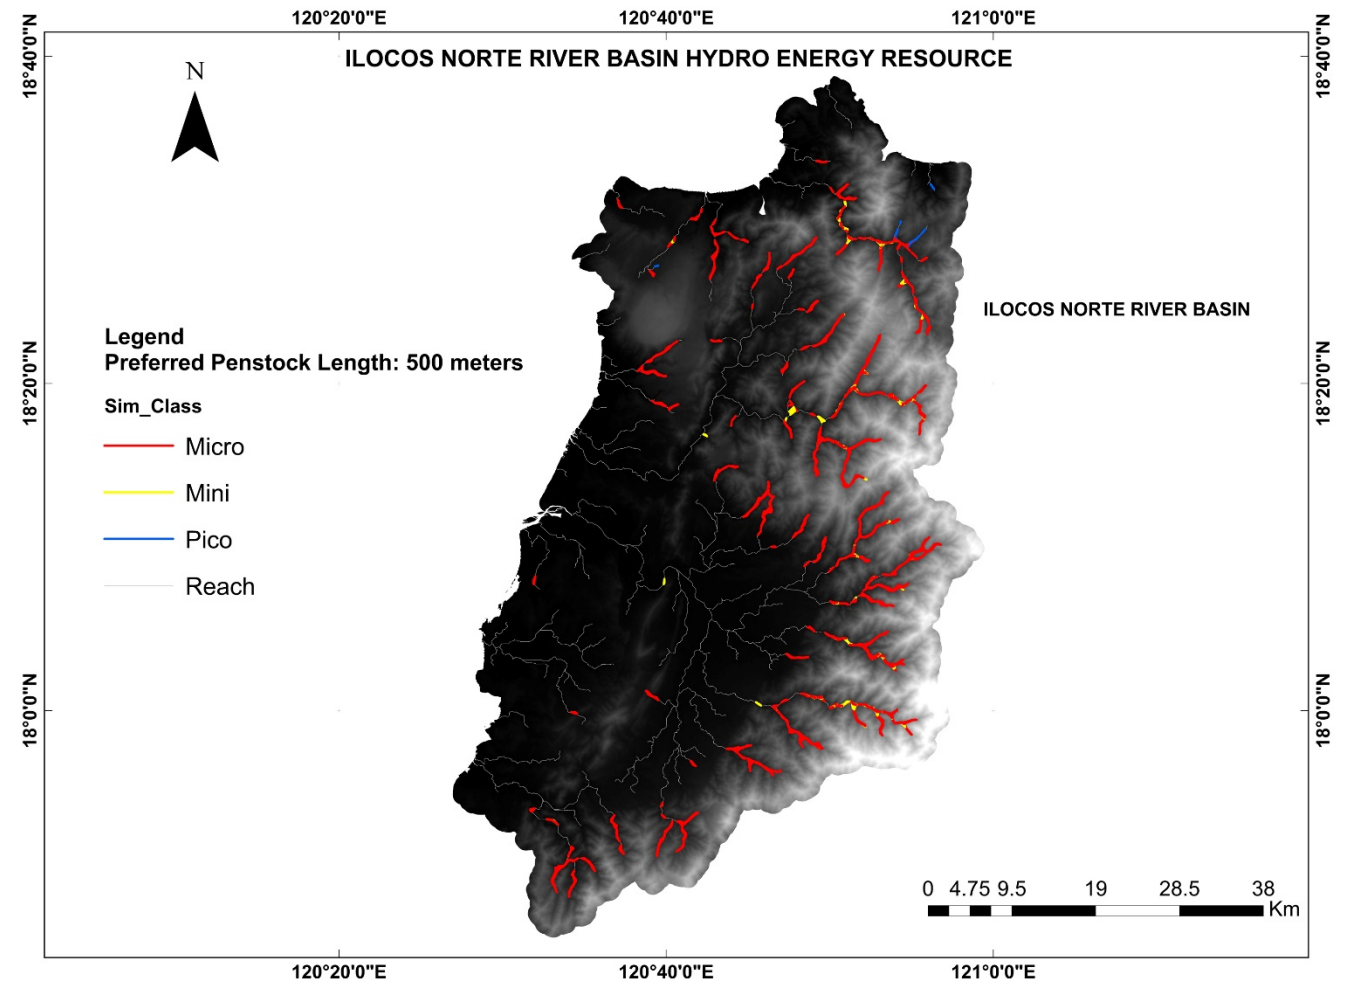 120°20'0"E 120°40'0"E 121°0'0"E
18°40'0"N
18°40'0"N
ILOCOS NORTE RIVER BASIN HYDRO ENERGY RESOURCE
N
ILOCOS NORTE RIVER BASIN
Legend
Preferred Penstock Length: 500 meters
18°20'0"N
18°20'0"N
Sim_Class
Micro
Mini
Pico
Reach
18°0'0"N
18°0'0"N
0 4.75 9.5 19 28.5 38
Km
120°20'0"E 120°40'0"E 121°0'0"E